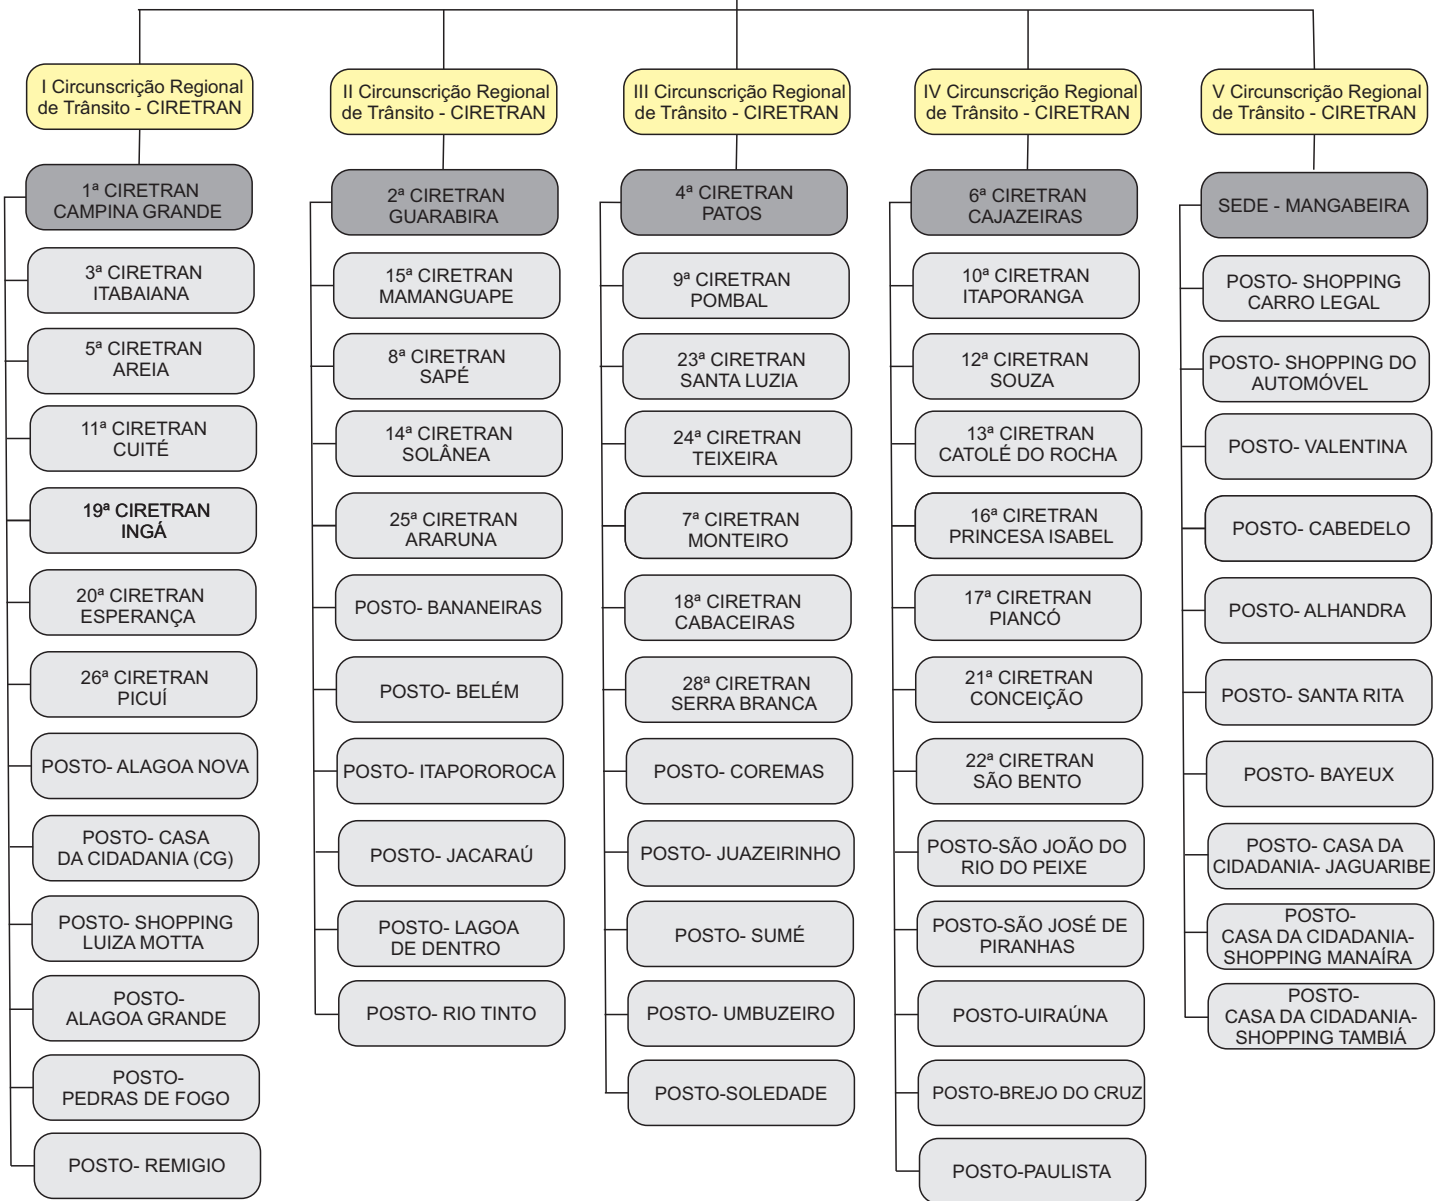 I Circunscrição Regional
de Trânsito - CIRETRAN
1ª CIRETRAN
CAMPINA GRANDE
3ª CIRETRAN
ITABAIANA
5ª CIRETRAN
AREIA
11ª CIRETRAN
CUITÉ
19ª CIRETRAN
INGÁ
20ª CIRETRAN
ESPERANÇA
26ª CIRETRAN
PICUÍ
POSTO- ALAGOA NOVA
POSTO- CASA
DA CIDADANIA (CG)
POSTO- SHOPPING
LUIZA MOTTA
POSTO-
ALAGOA GRANDE
POSTO-
PEDRAS DE FOGO
POSTO- REMIGIO
II Circunscrição Regional
de Trânsito - CIRETRAN
2ª CIRETRAN
GUARABIRA
15ª CIRETRAN
MAMANGUAPE
8ª CIRETRAN
SAPÉ
14ª CIRETRAN
SOLÂNEA
25ª CIRETRAN
ARARUNA
POSTO- BANANEIRAS
POSTO- BELÉM
POSTO- ITAPOROROCA
POSTO- JACARAÚ
POSTO- LAGOA
DE DENTRO
POSTO- RIO TINTO
III Circunscrição Regional
de Trânsito - CIRETRAN
4ª CIRETRAN
PATOS
9ª CIRETRAN
POMBAL
23ª CIRETRAN
SANTA LUZIA
24ª CIRETRAN
TEIXEIRA
7ª CIRETRAN
MONTEIRO
18ª CIRETRAN
CABACEIRAS
28ª CIRETRAN
SERRA BRANCA
POSTO- COREMAS
POSTO- JUAZEIRINHO
POSTO- SUMÉ
POSTO- UMBUZEIRO
POSTO-SOLEDADE
IV Circunscrição Regional
de Trânsito - CIRETRAN
6ª CIRETRAN
CAJAZEIRAS
10ª CIRETRAN
ITAPORANGA
12ª CIRETRAN
SOUZA
13ª CIRETRAN
CATOLÉ DO ROCHA
16ª CIRETRAN
PRINCESA ISABEL
17ª CIRETRAN
PIANCÓ
21ª CIRETRAN
CONCEIÇÃO
22ª CIRETRAN
SÃO BENTO
POSTO-SÃO JOÃO DO
RIO DO PEIXE
POSTO-SÃO JOSÉ DE
PIRANHAS
POSTO-UIRAÚNA
POSTO-BREJO DO CRUZ
POSTO-PAULISTA
V Circunscrição Regional
de Trânsito - CIRETRAN
SEDE - MANGABEIRA
POSTO- SHOPPING
CARRO LEGAL
POSTO- SHOPPING DO
AUTOMÓVEL
POSTO- VALENTINA
POSTO- CABEDELO
POSTO- ALHANDRA
POSTO- SANTA RITA
POSTO- BAYEUX
POSTO- CASA DA
CIDADANIA- JAGUARIBE
POSTO-
CASA DA CIDADANIA-
SHOPPING MANAÍRA
POSTO-
CASA DA CIDADANIA-
SHOPPING TAMBIÁ